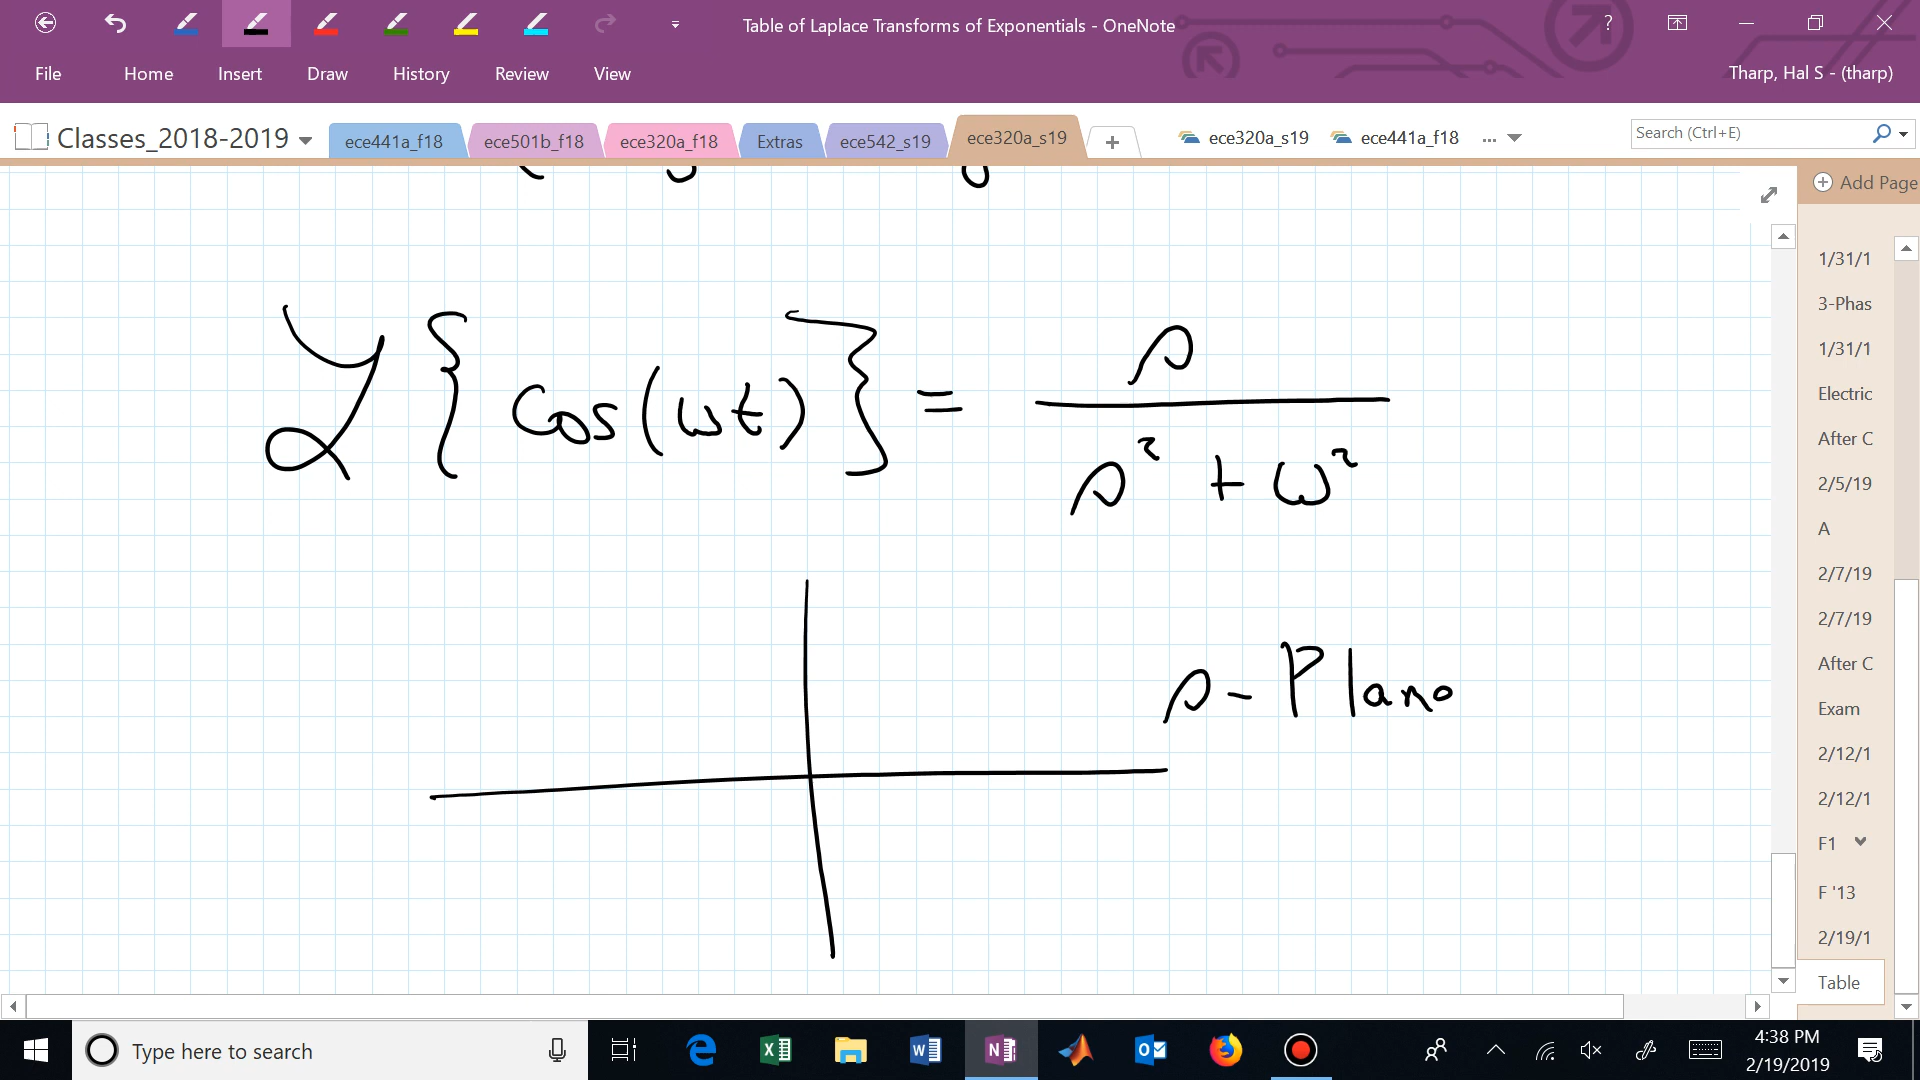 Table of Laplace Transforms of Exponentials - OneNote
?
File Home Insert Draw History Review View
Tharp, Hal S - (tharp)
Classes_2018-2019
ece441a_f18
ece501b_f18
ece320a_f18
Extras
ece542_s19
ece320a_s19
+
ece320a_s19
ece441a_f18
...
Search (Ctrl+E)
Add Page
ℒ{cos(ωt)} = s / (s² + ω²)
s-Plane
1/31/1
3-Phas
1/31/1
Electric
After C
2/5/19
A
2/7/19
2/7/19
After C
Exam
2/12/1
2/12/1
F1
F '13
2/19/1
Table
Type here to search
4:38 PM
2/19/2019